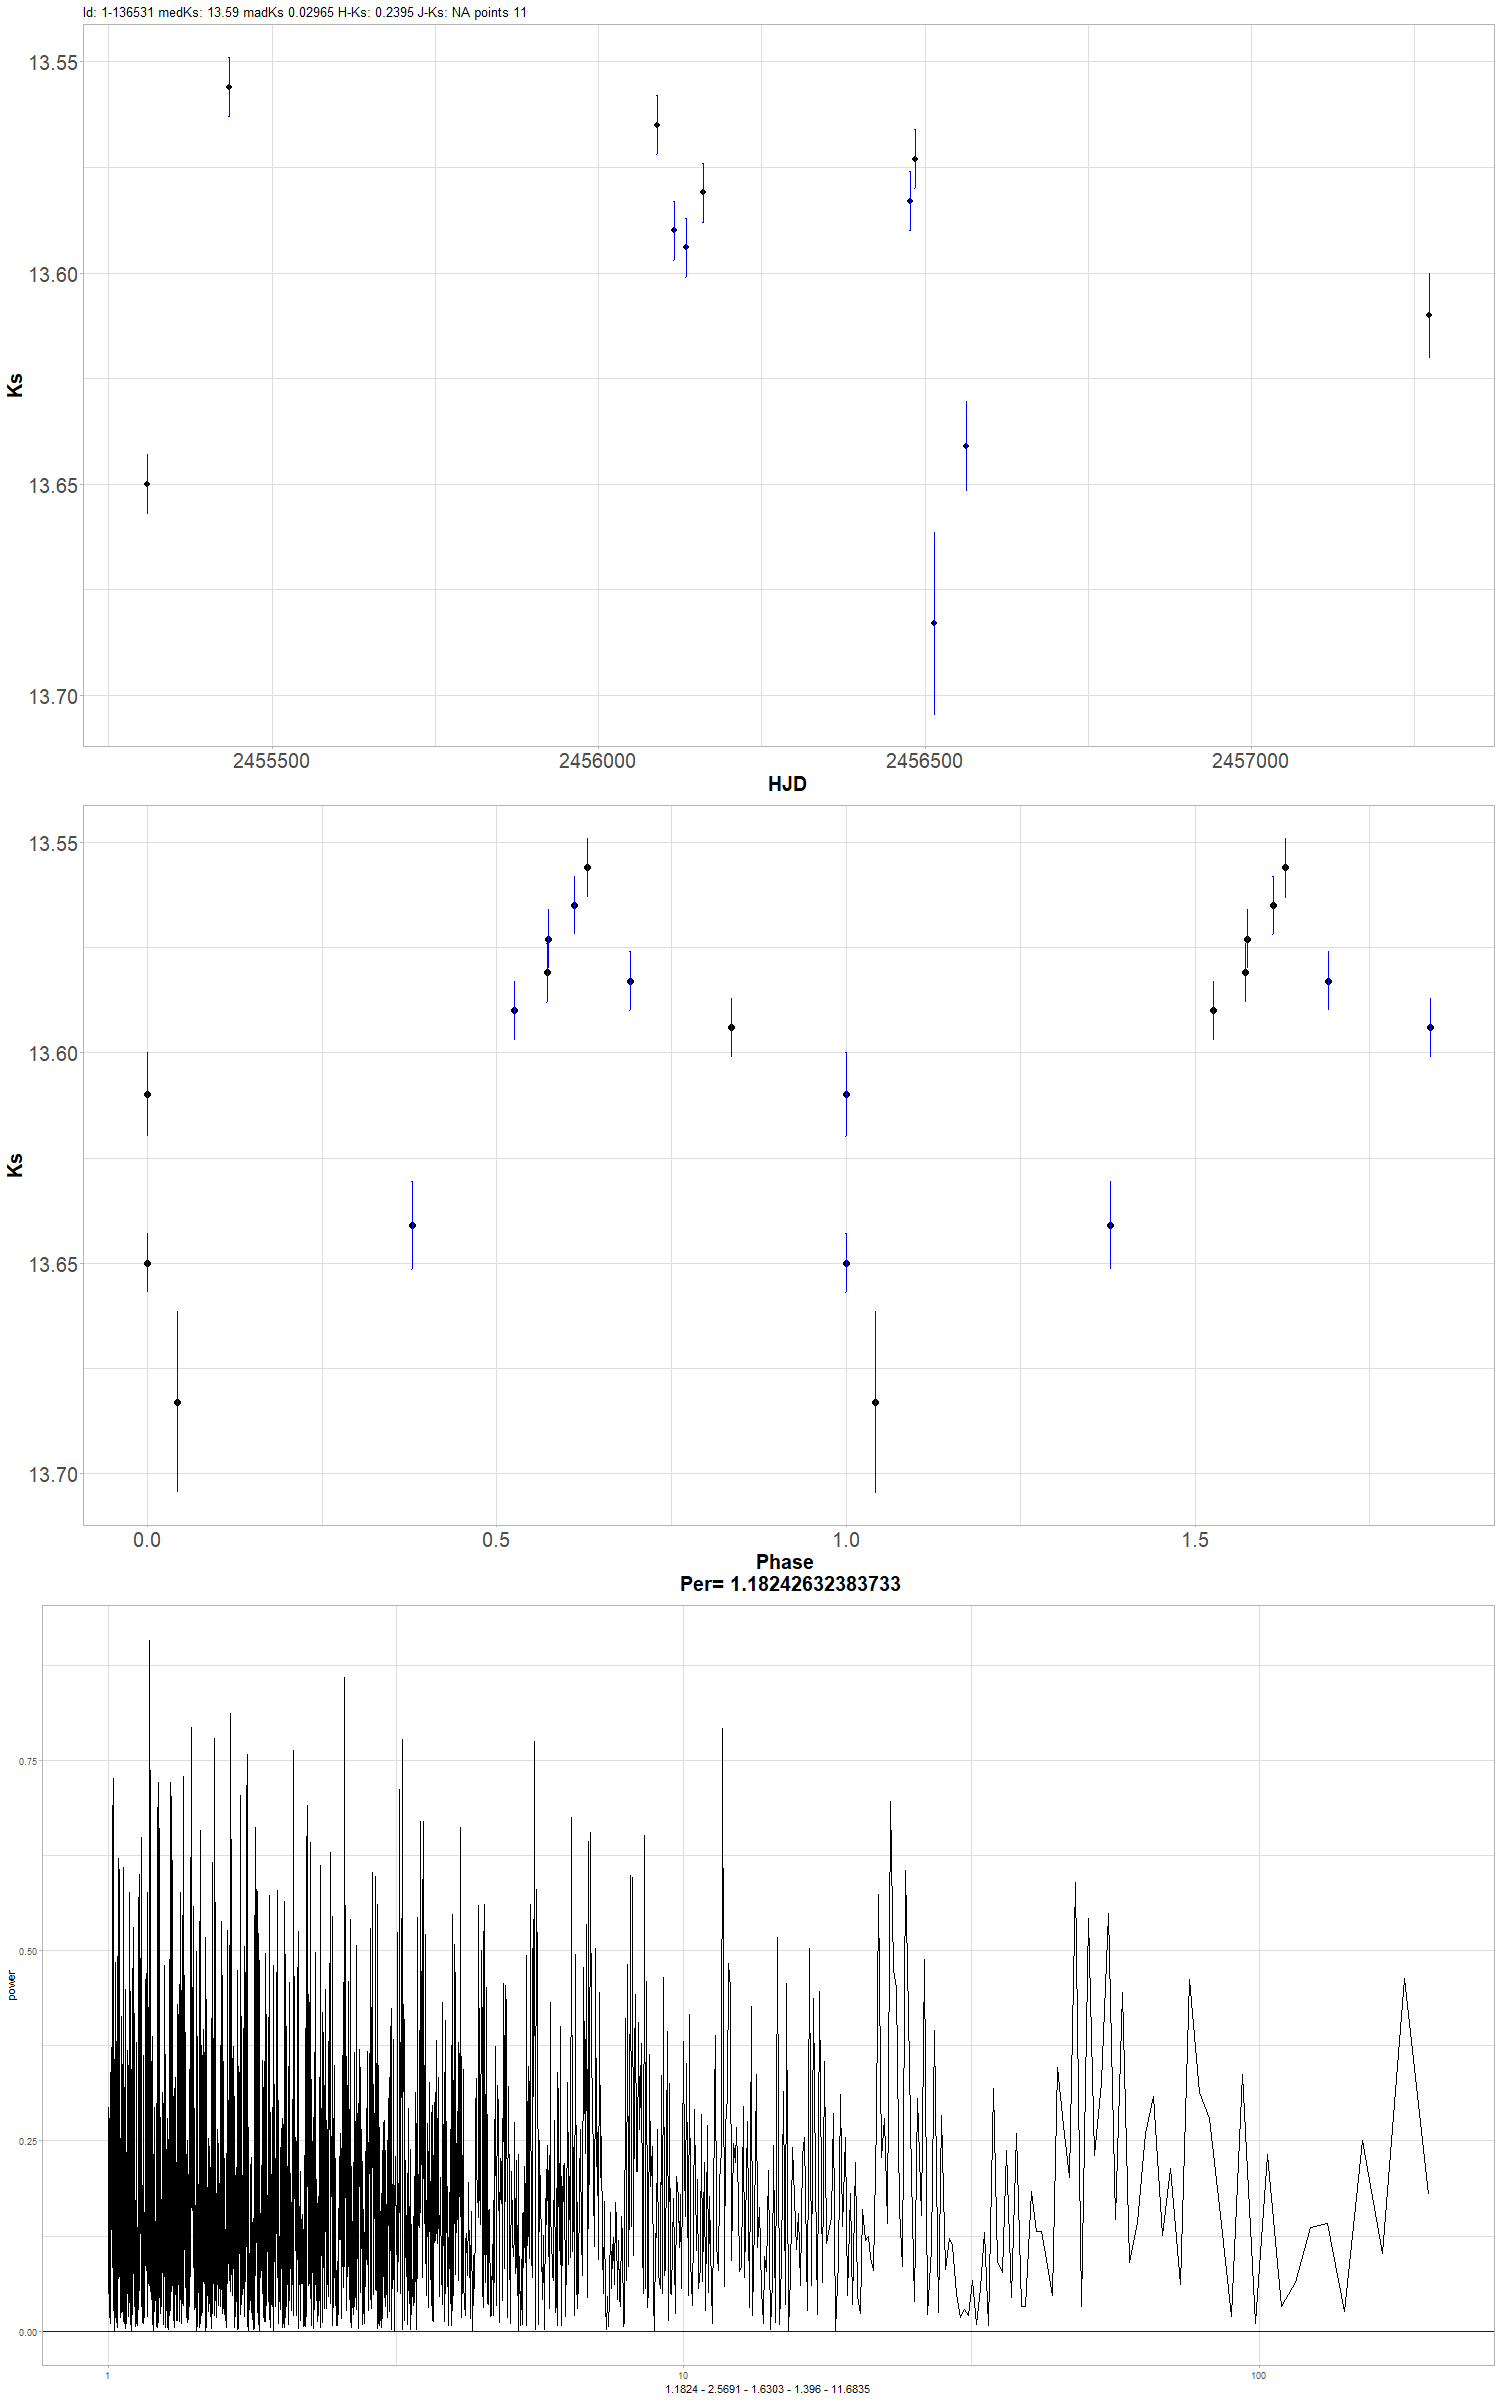 Id: 1-136531 medKs: 13.59 madKs 0.02965 H-Ks: 0.2395 J-Ks: NA points 11
13.55
13.60
13.65
13.70
Ks
2455500 2456000 2456500 2457000
HJD
13.55
13.60
13.65
13.70
Ks
0.0 0.5 1.0 1.5
Phase
Per= 1.18242632383733
0.75
0.50
0.25
0.00
power
1 10 100
1.1824 - 2.5691 - 1.6303 - 1.396 - 11.6835